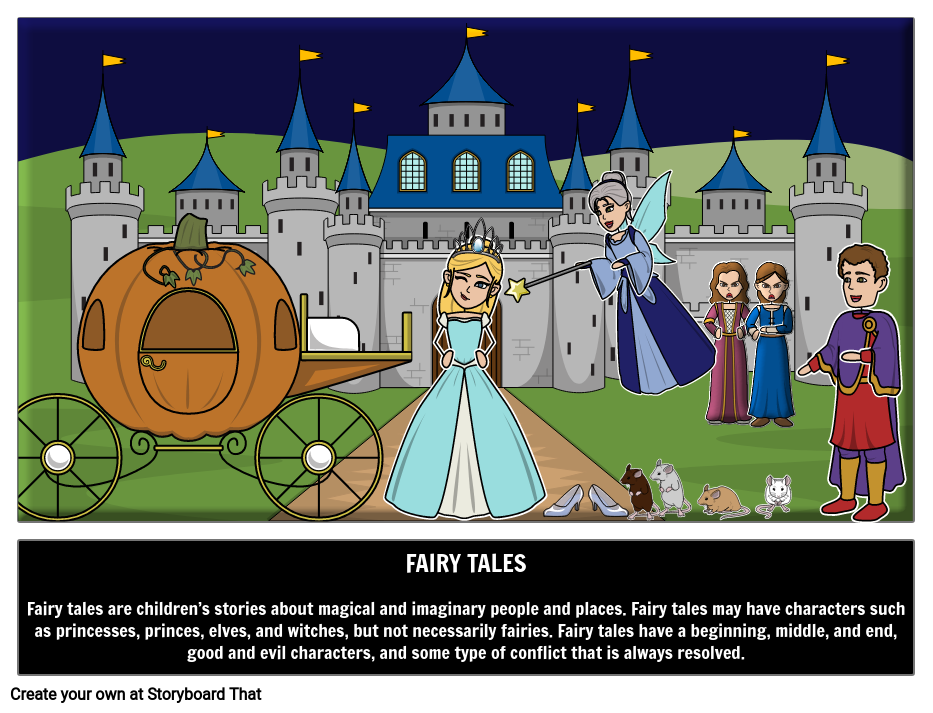 FAIRY TALES
Fairy tales are children's stories about magical and imaginary people and places. Fairy tales may have characters such
as princesses, princes, elves, and witches, but not necessarily fairies. Fairy tales have a beginning, middle, and end,
good and evil characters, and some type of conflict that is always resolved.
Create your own at Storyboard That